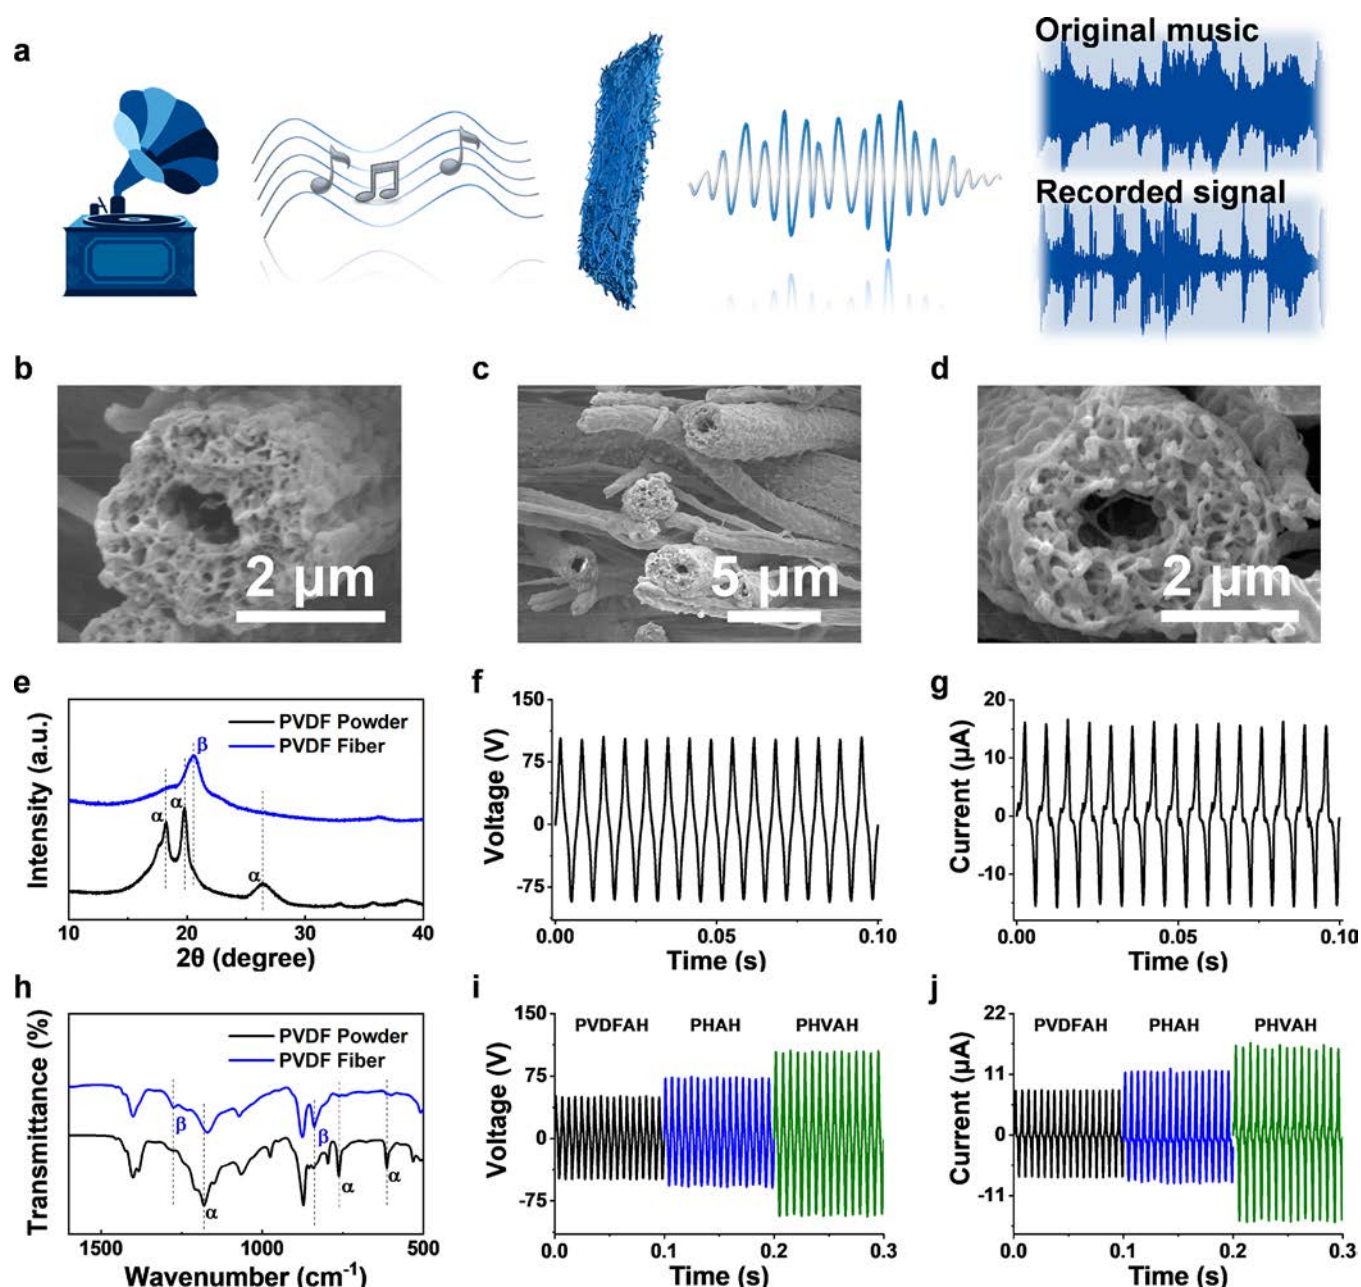 a
Original music
Recorded signal
b
2 μm
c
5 μm
d
2 μm
e
PVDF Powder
PVDF Fiber
β
α
α
α
Intensity (a.u.)
10 20 30 40
2θ (degree)
f
150
75
0
-75
Voltage (V)
0.00 0.05 0.10
Time (s)
g
20
10
0
-10
Current (μA)
0.00 0.05 0.10
Time (s)
h
PVDF Powder
PVDF Fiber
β
β
α
α
α
Transmittance (%)
1500 1000 500
Wavenumber (cm⁻¹)
i
150
75
0
-75
Voltage (V)
PVDFAH PHAH PHVAH
0.0 0.1 0.2 0.3
Time (s)
j
22
11
0
-11
Current (μA)
PVDFAH PHAH PHVAH
0.0 0.1 0.2 0.3
Time (s)